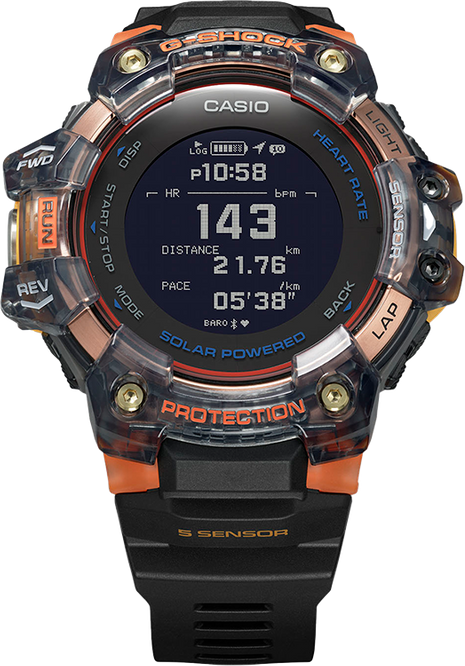 G-SHOCK
CASIO
LIGHT
DISP
HEART RATE
SENSOR
FWD
RUN
REV
START/STOP
MODE
LOG
P10:58
HR bpm
143
DISTANCE km
21.76
PACE /km
05'38"
BARO
BACK
LAP
SOLAR POWERED
PROTECTION
5 SENSOR